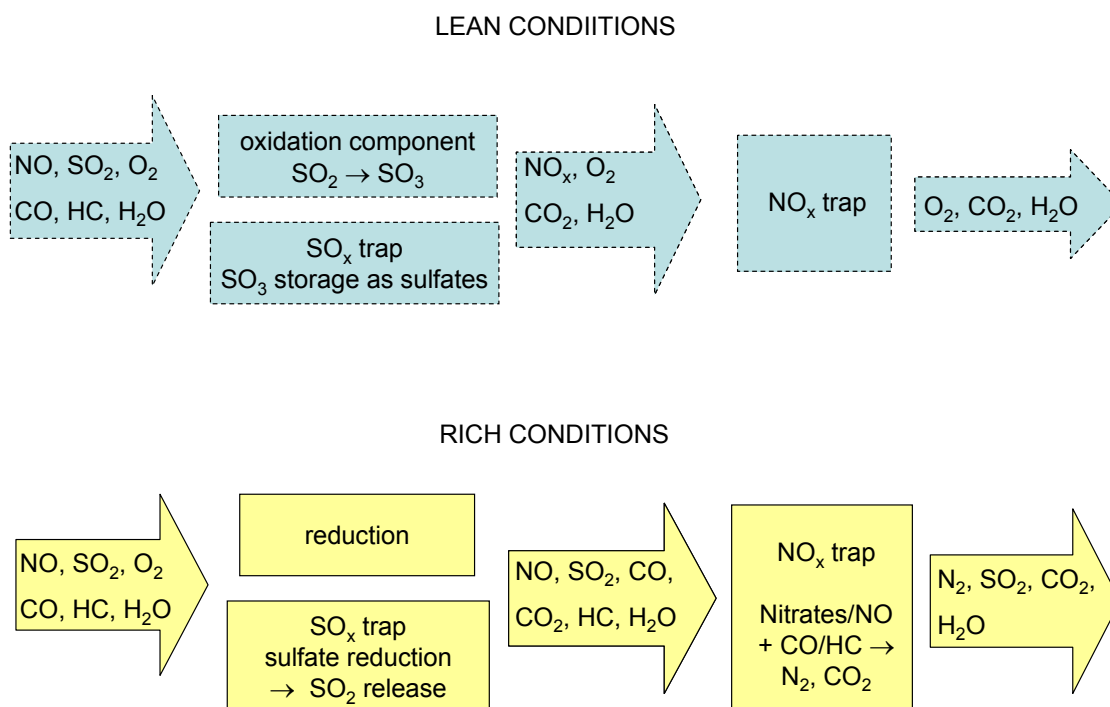 LEAN CONDIITIONS
NO, SO₂, O₂
CO, HC, H₂O
oxidation component
SO₂ → SO₃
SOₓ trap
SO₃ storage as sulfates
NOₓ, O₂
CO₂, H₂O
NOₓ trap
O₂, CO₂, H₂O
RICH CONDITIONS
NO, SO₂, O₂
CO, HC, H₂O
reduction
SOₓ trap
sulfate reduction
→ SO₂ release
NO, SO₂, CO,
CO₂, HC, H₂O
NOₓ trap
Nitrates/NO
+ CO/HC →
N₂, CO₂
N₂, SO₂, CO₂,
H₂O